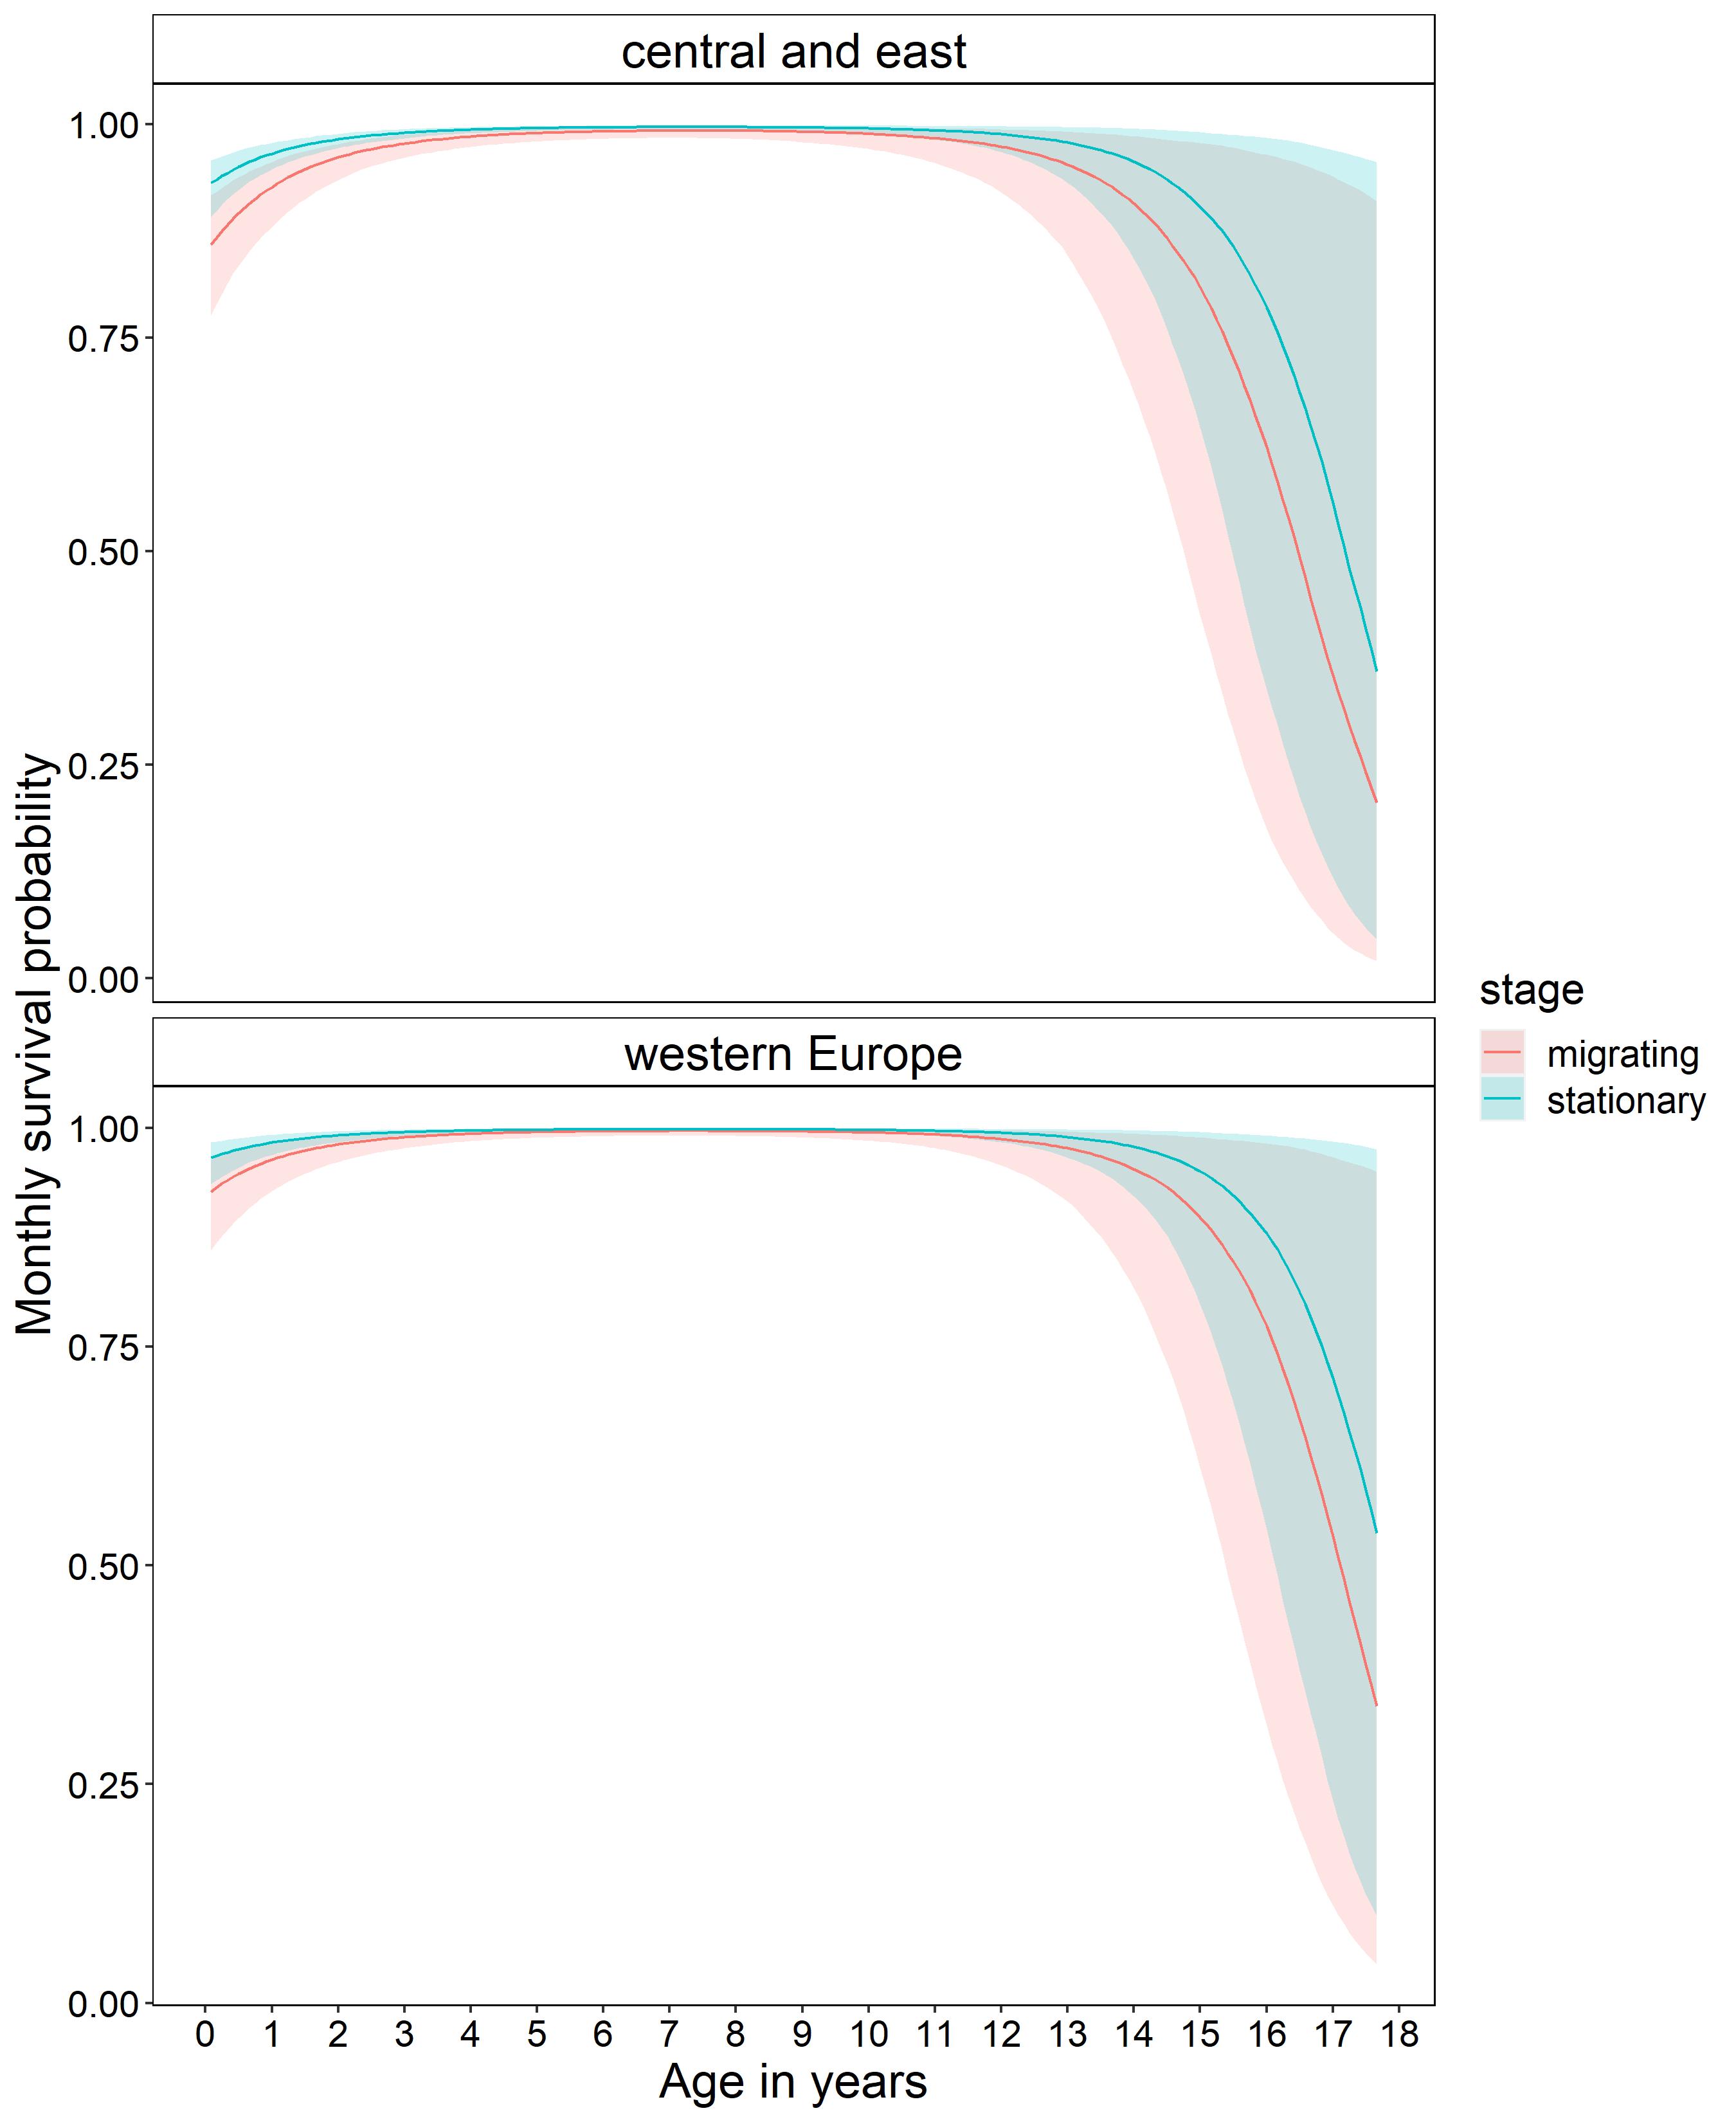 central and east
1.00
0.75
0.50
0.25
0.00
Monthly survival probability
western Europe
1.00
0.75
0.50
0.25
0.00
0 1 2 3 4 5 6 7 8 9 10 11 12 13 14 15 16 17 18
Age in years
stage
migrating
stationary